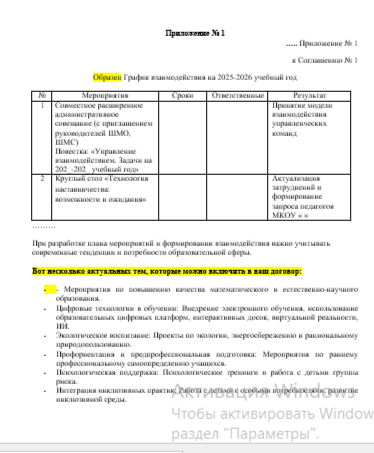 Приложение № 1
..... Приложение № 1
к Соглашению № 1
Образец График взаимодействия на 2025-2026 учебный год
№ Мероприятия Сроки Ответственные Результат
1 Совместное расширенное административное совещание (с приглашением руководителей ШМО, ШМС)
Повестка: «Управление взаимодействием. Задачи на 202_-202_ учебный год»
Принятие модели взаимодействия управленческих команд
2 Круглый стол «Технология наставничества: возможности и ожидания»
Актуализация затруднений и формирование запроса педагогов МКОУ « »
.........
При разработке плана мероприятий и формировании взаимодействия важно учитывать
современные тенденции и потребности образовательной сферы.
Вот несколько актуальных тем, которые можно включить в ваш договор:
- - Мероприятия по повышению качества математического и естественно-научного
образования.
- Цифровые технологии в обучении: Внедрение электронного обучения, использование
образовательных цифровых платформ, интерактивных досок, виртуальной реальности,
ИИ.
- Экологическое воспитание: Проекты по экологии, энергосбережению и рациональному
природопользованию.
- Профориентация и предпрофессиональная подготовка: Мероприятия по раннему
профессиональному самоопределению учащихся.
- Психологическая поддержка: Психологические тренинги и работа с детьми группы
риска.
- Интеграция инклюзивных практик: Работа с детьми с особыми потребностями, развитие
инклюзивной среды.
Активация Windows
Чтобы активировать Window
раздел "Параметры".